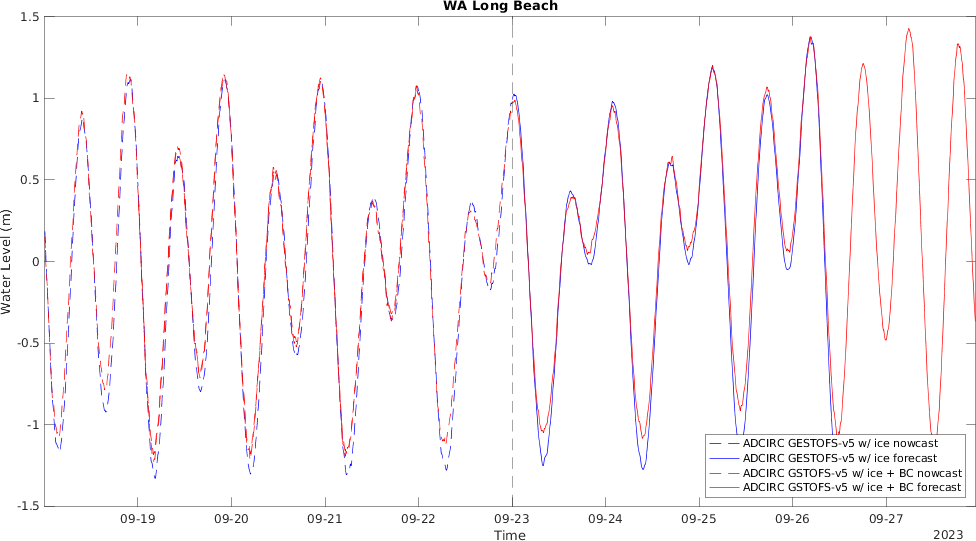 WA Long Beach
Water Level (m)
1.5
1
0.5
0
-0.5
-1
-1.5
ADCIRC GESTOFS-v5 w/ ice nowcast
ADCIRC GESTOFS-v5 w/ ice forecast
ADCIRC GSTOFS-v5 w/ ice + BC nowcast
ADCIRC GSTOFS-v5 w/ ice + BC forecast
09-19 09-20 09-21 09-22 09-23 09-24 09-25 09-26 09-27
Time
2023